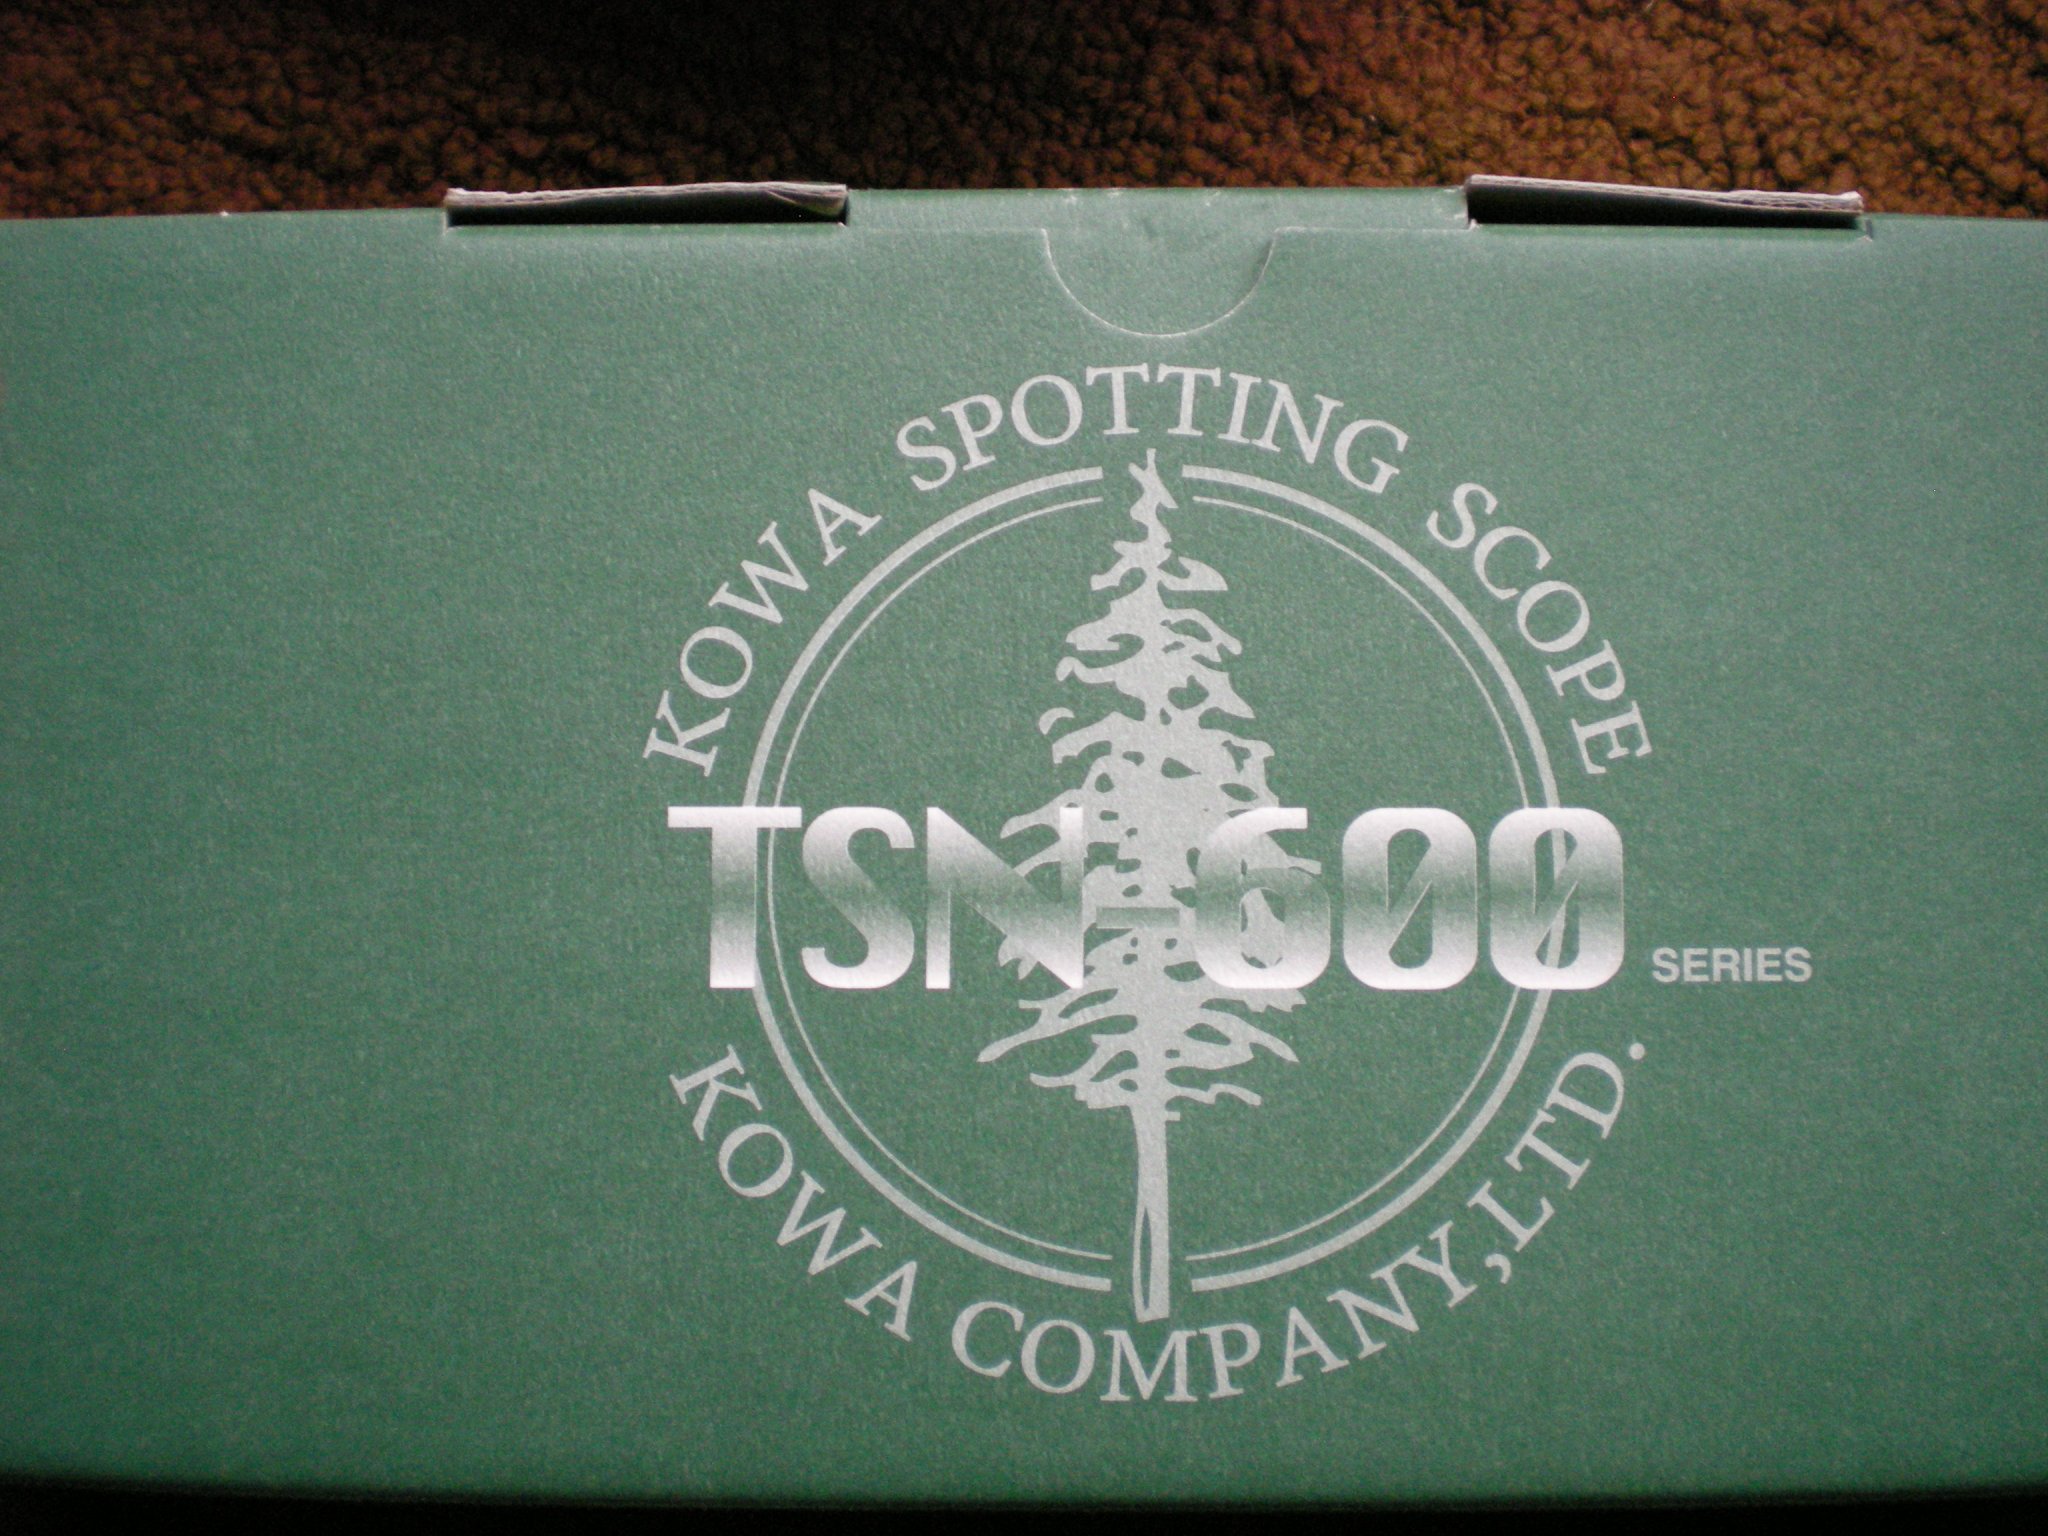 KOWA SPOTTING SCOPE
TSN-600 SERIES
KOWA COMPANY,LTD.